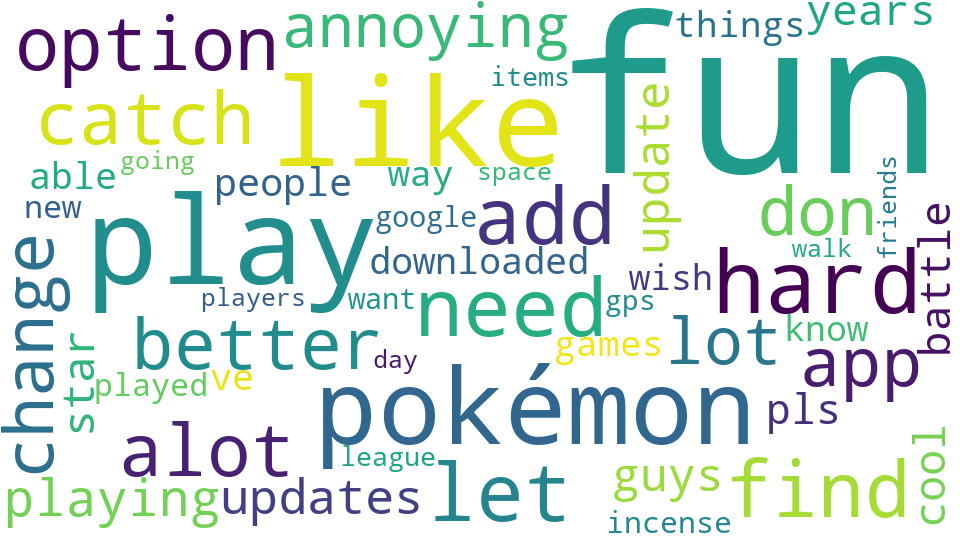 fun
like
play
pokémon
option
annoying
things
years
catch
items
update
going
able
people
way
space
friends
new
google
add
don
change
downloaded
walk
hard
battle
players
want
need
gps
wish
better
day
games
lot
know
app
star
played
ve
pls
alot
league
let
guys
find
cool
playing
updates
incense